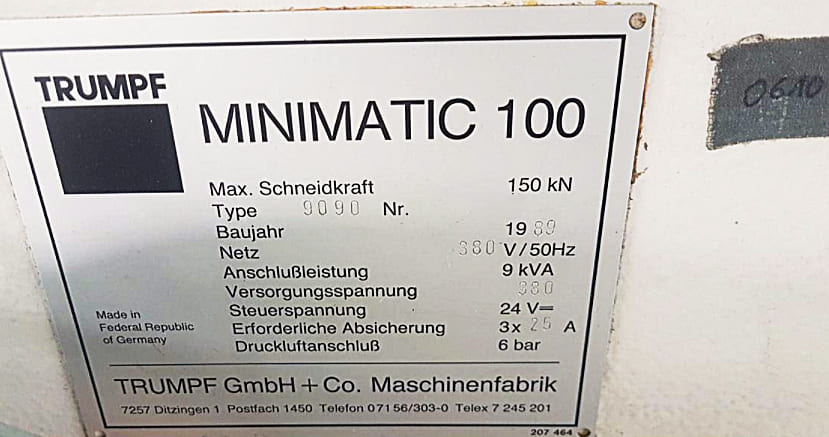 TRUMPF
MINIMATIC 100
Max. Schneidkraft 150 kN
Type 9090 Nr.
Baujahr 1989
Netz 380 V/50Hz
Anschlußleistung 9 kVA
Versorgungsspannung 380
Steuerspannung 24 V⎓
Erforderliche Absicherung 3x 25 A
Druckluftanschluß 6 bar
Made in
Federal Republic
of Germany
TRUMPF GmbH + Co. Maschinenfabrik
7257 Ditzingen 1 Postfach 1450 Telefon 07156/303-0 Telex 7 245 201
207 464
0610